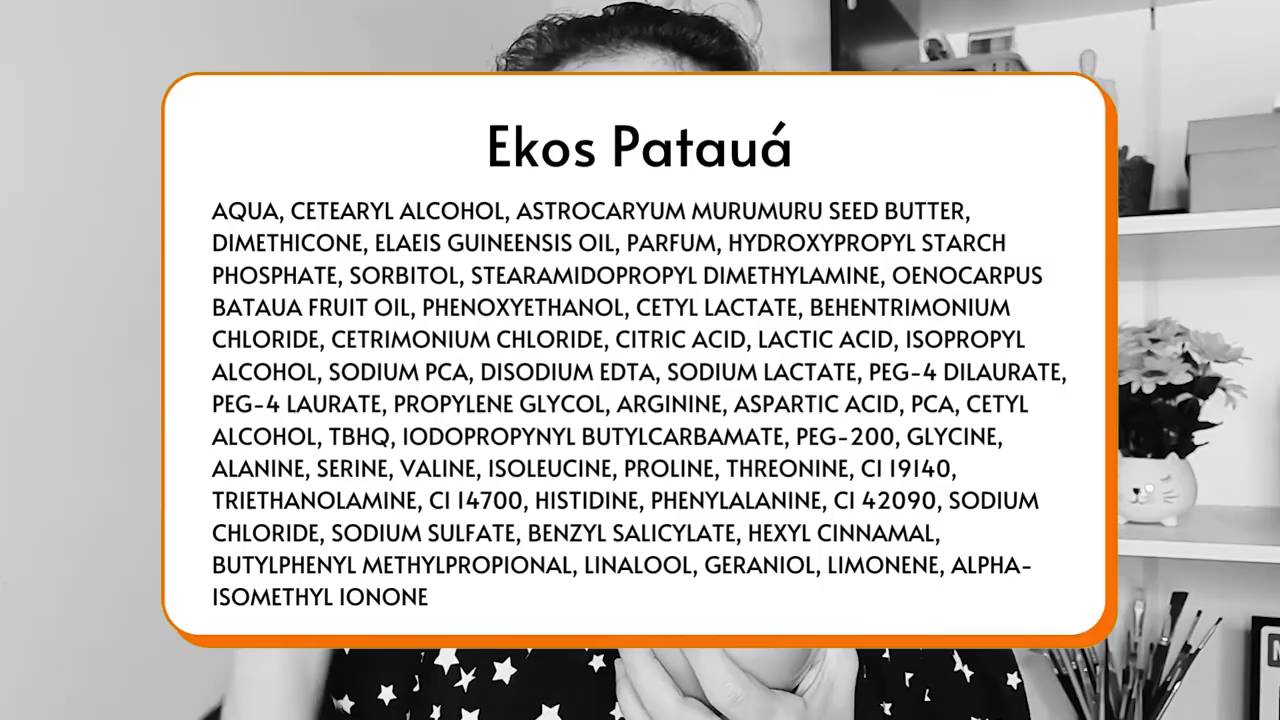 Ekos Patauá
AQUA, CETEARYL ALCOHOL, ASTROCARYUM MURUMURU SEED BUTTER,
DIMETHICONE, ELAEIS GUINEENSIS OIL, PARFUM, HYDROXYPROPYL STARCH
PHOSPHATE, SORBITOL, STEARAMIDOPROPYL DIMETHYLAMINE, OENOCARPUS
BATAUA FRUIT OIL, PHENOXYETHANOL, CETYL LACTATE, BEHENTRIMONIUM
CHLORIDE, CETRIMONIUM CHLORIDE, CITRIC ACID, LACTIC ACID, ISOPROPYL
ALCOHOL, SODIUM PCA, DISODIUM EDTA, SODIUM LACTATE, PEG-4 DILAURATE,
PEG-4 LAURATE, PROPYLENE GLYCOL, ARGININE, ASPARTIC ACID, PCA, CETYL
ALCOHOL, TBHQ, IODOPROPYNYL BUTYLCARBAMATE, PEG-200, GLYCINE,
ALANINE, SERINE, VALINE, ISOLEUCINE, PROLINE, THREONINE, CI 19140,
TRIETHANOLAMINE, CI 14700, HISTIDINE, PHENYLALANINE, CI 42090, SODIUM
CHLORIDE, SODIUM SULFATE, BENZYL SALICYLATE, HEXYL CINNAMAL,
BUTYLPHENYL METHYLPROPIONAL, LINALOOL, GERANIOL, LIMONENE, ALPHA-
ISOMETHYL IONONE